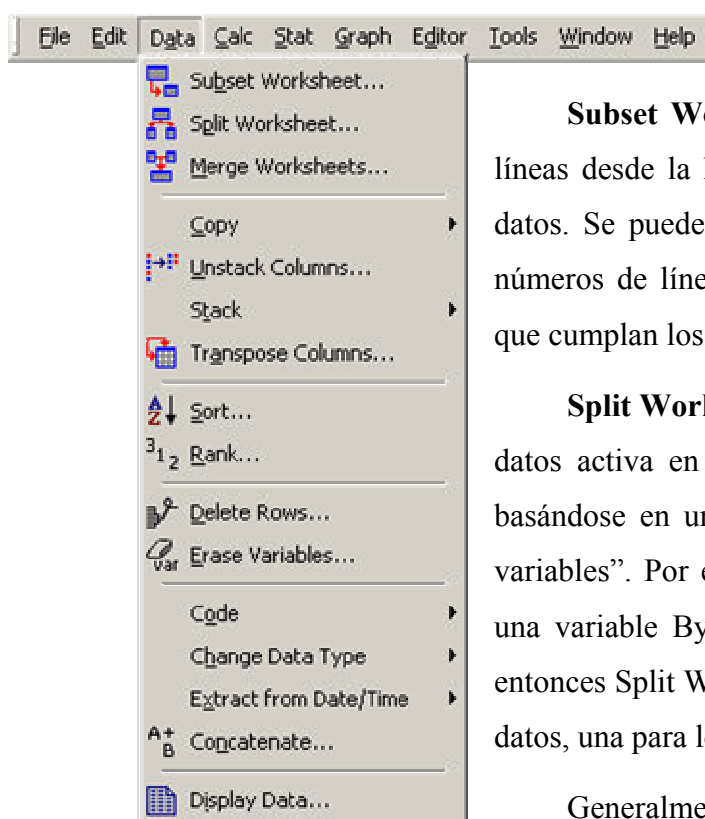 File Edit Data Calc Stat Graph Editor Tools Window Help
Subset Worksheet...
Split Worksheet...
Merge Worksheets...
Copy
Unstack Columns...
Stack
Transpose Columns...
Sort...
Rank...
Delete Rows...
Erase Variables...
Code
Change Data Type
Extract from Date/Time
Concatenate...
Display Data...
Subset
líneas desde la
datos. Se puede
números de
que cumplan los
Split
datos activa en
basándose en
variables”. Por
una variable By
entonces Split
datos, una para